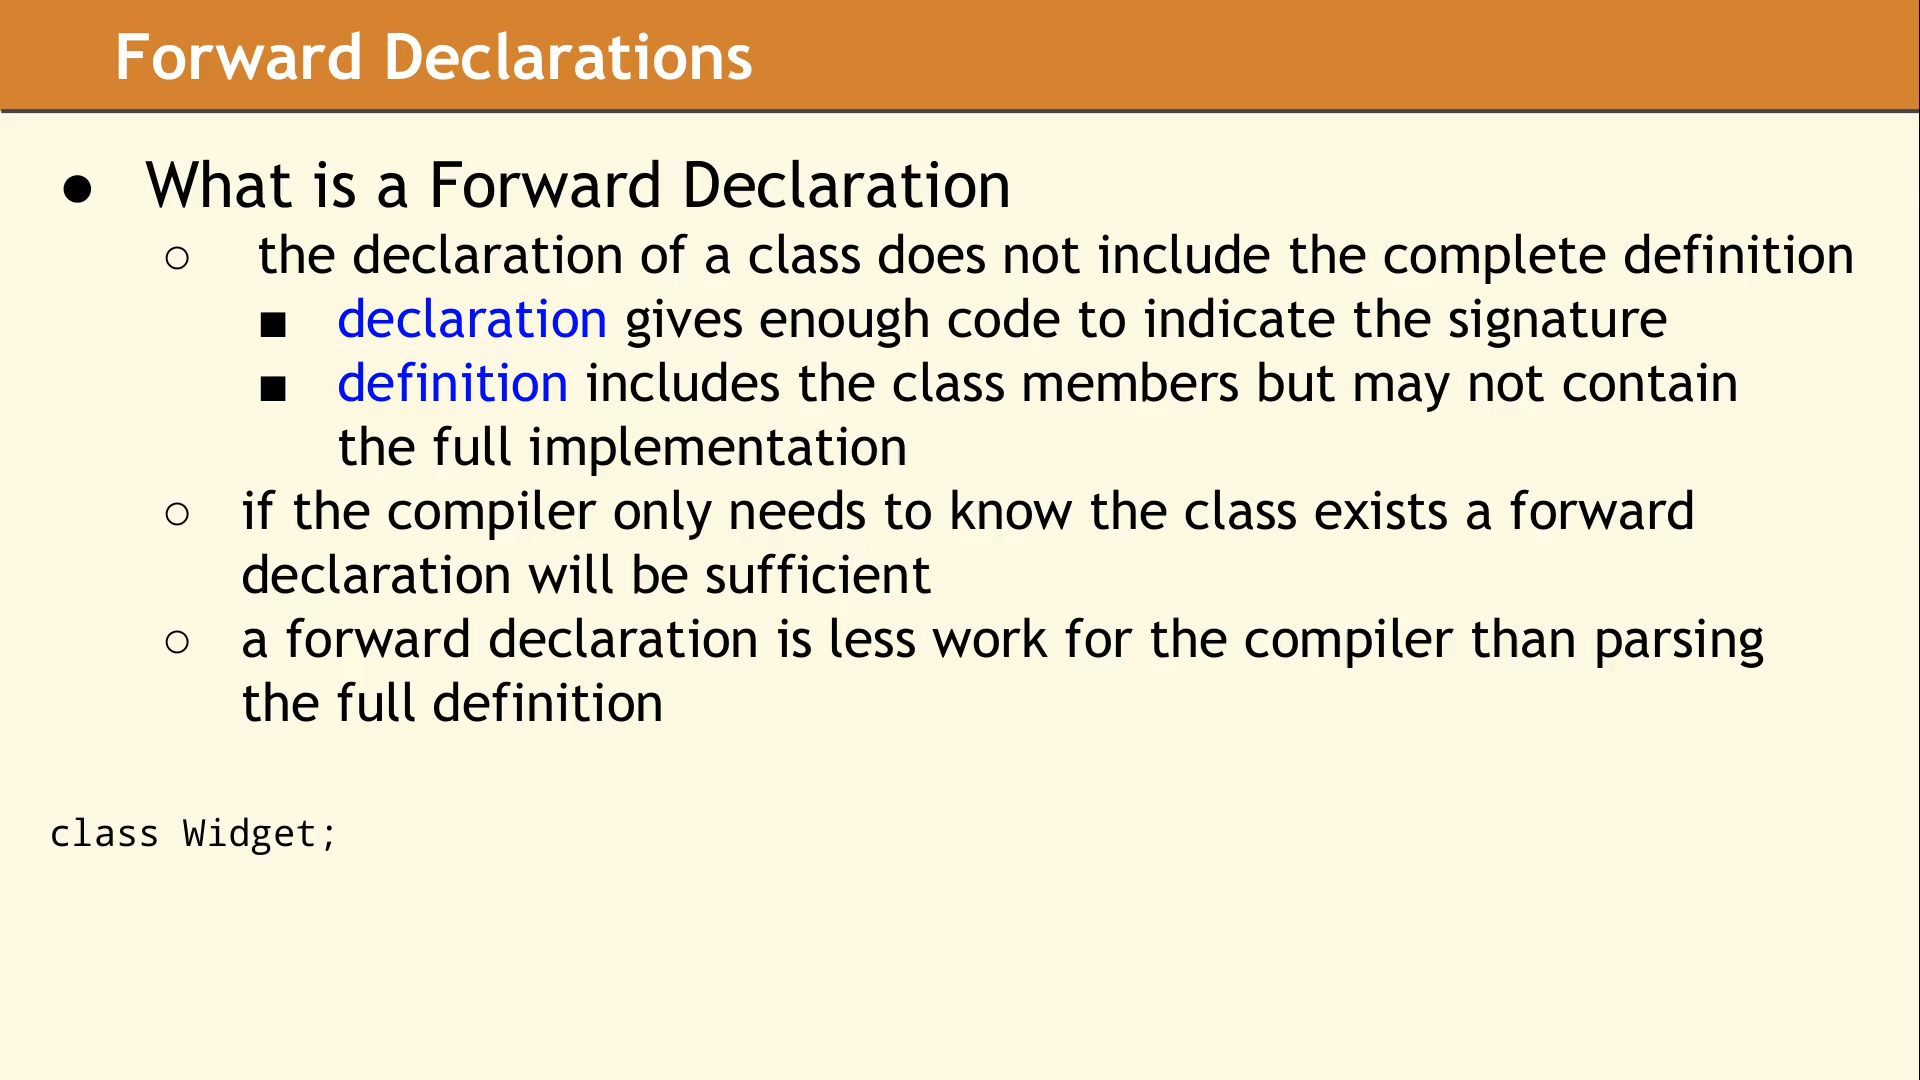 Forward Declarations
● What is a Forward Declaration
○ the declaration of a class does not include the complete definition
■ declaration gives enough code to indicate the signature
■ definition includes the class members but may not contain
the full implementation
○ if the compiler only needs to know the class exists a forward
declaration will be sufficient
○ a forward declaration is less work for the compiler than parsing
the full definition
class Widget;